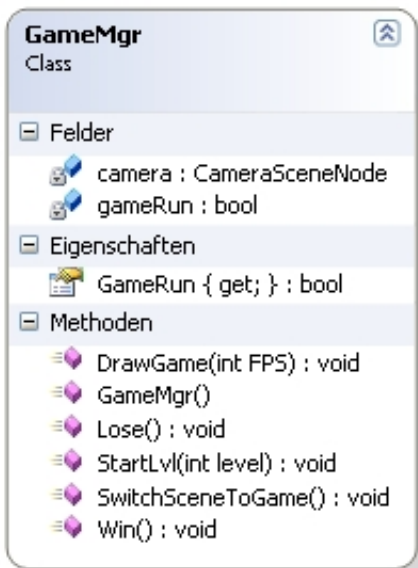 GameMgr
Class
Felder
camera : CameraSceneNode
gameRun : bool
Eigenschaften
GameRun { get; } : bool
Methoden
DrawGame(int FPS) : void
GameMgr()
Lose() : void
StartLvl(int level) : void
SwitchSceneToGame() : void
Win() : void